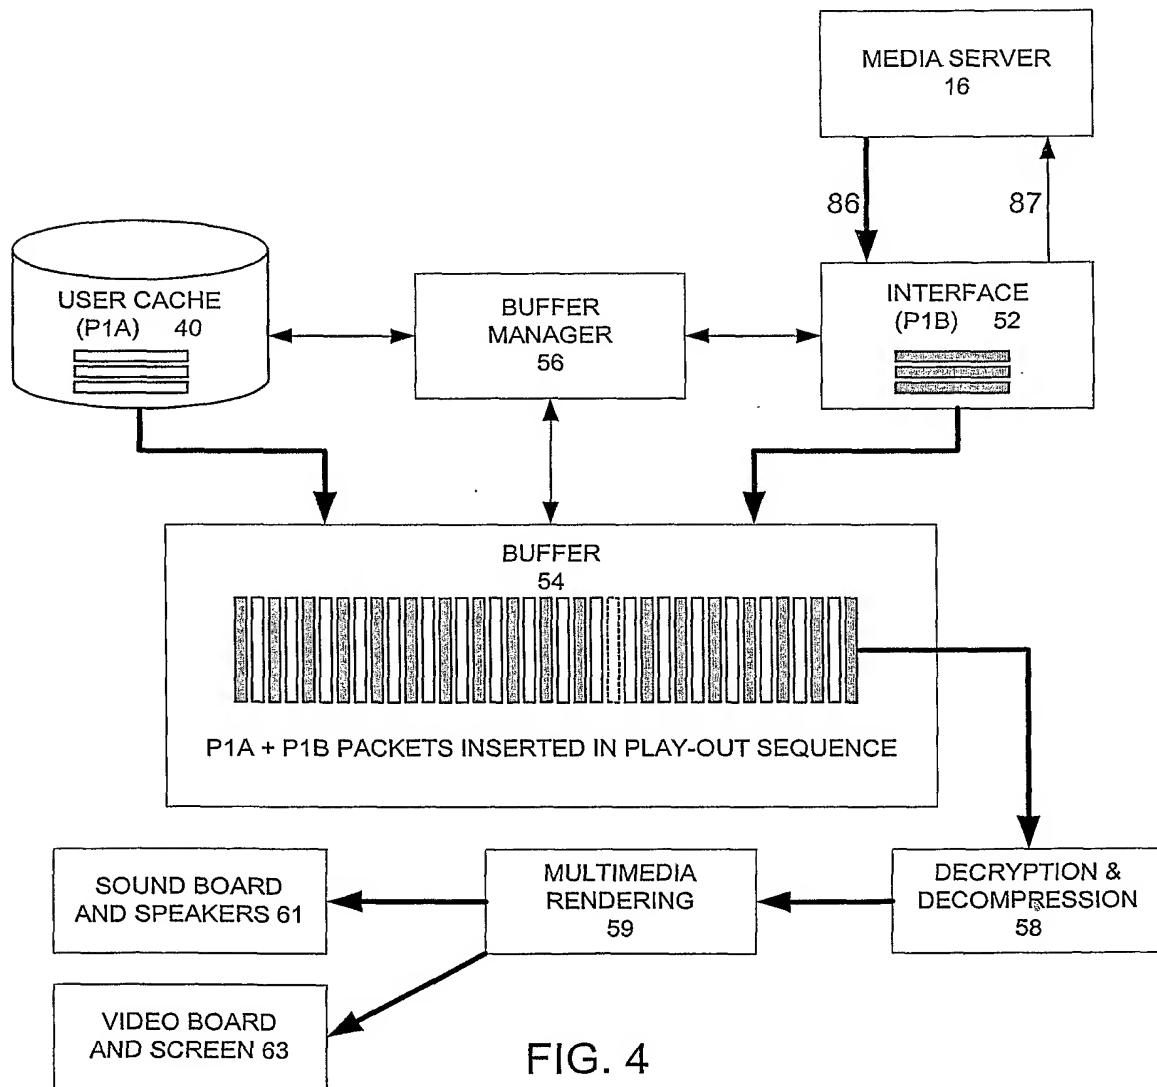 MEDIA SERVER
16
86
87
USER CACHE
(P1A) 40
BUFFER
MANAGER
56
INTERFACE
(P1B) 52
BUFFER
54
P1A + P1B PACKETS INSERTED IN PLAY-OUT SEQUENCE
SOUND BOARD
AND SPEAKERS 61
MULTIMEDIA
RENDERING
59
DECRYPTION &
DECOMPRESSION
58
VIDEO BOARD
AND SCREEN 63
FIG. 4